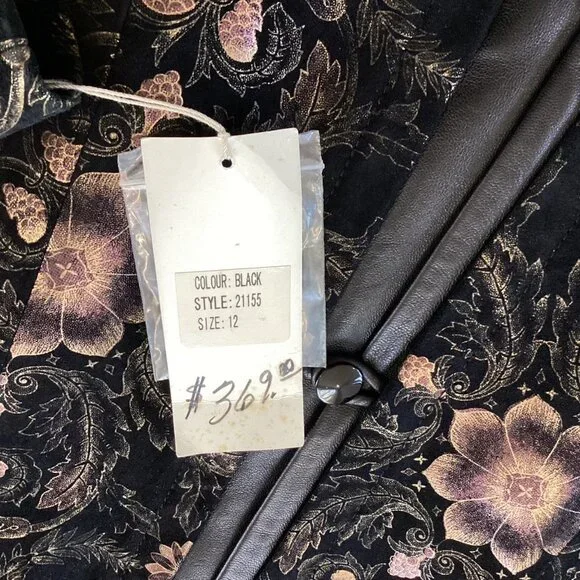 COLOUR: BLACK
STYLE: 21155
SIZE: 12
$369.00